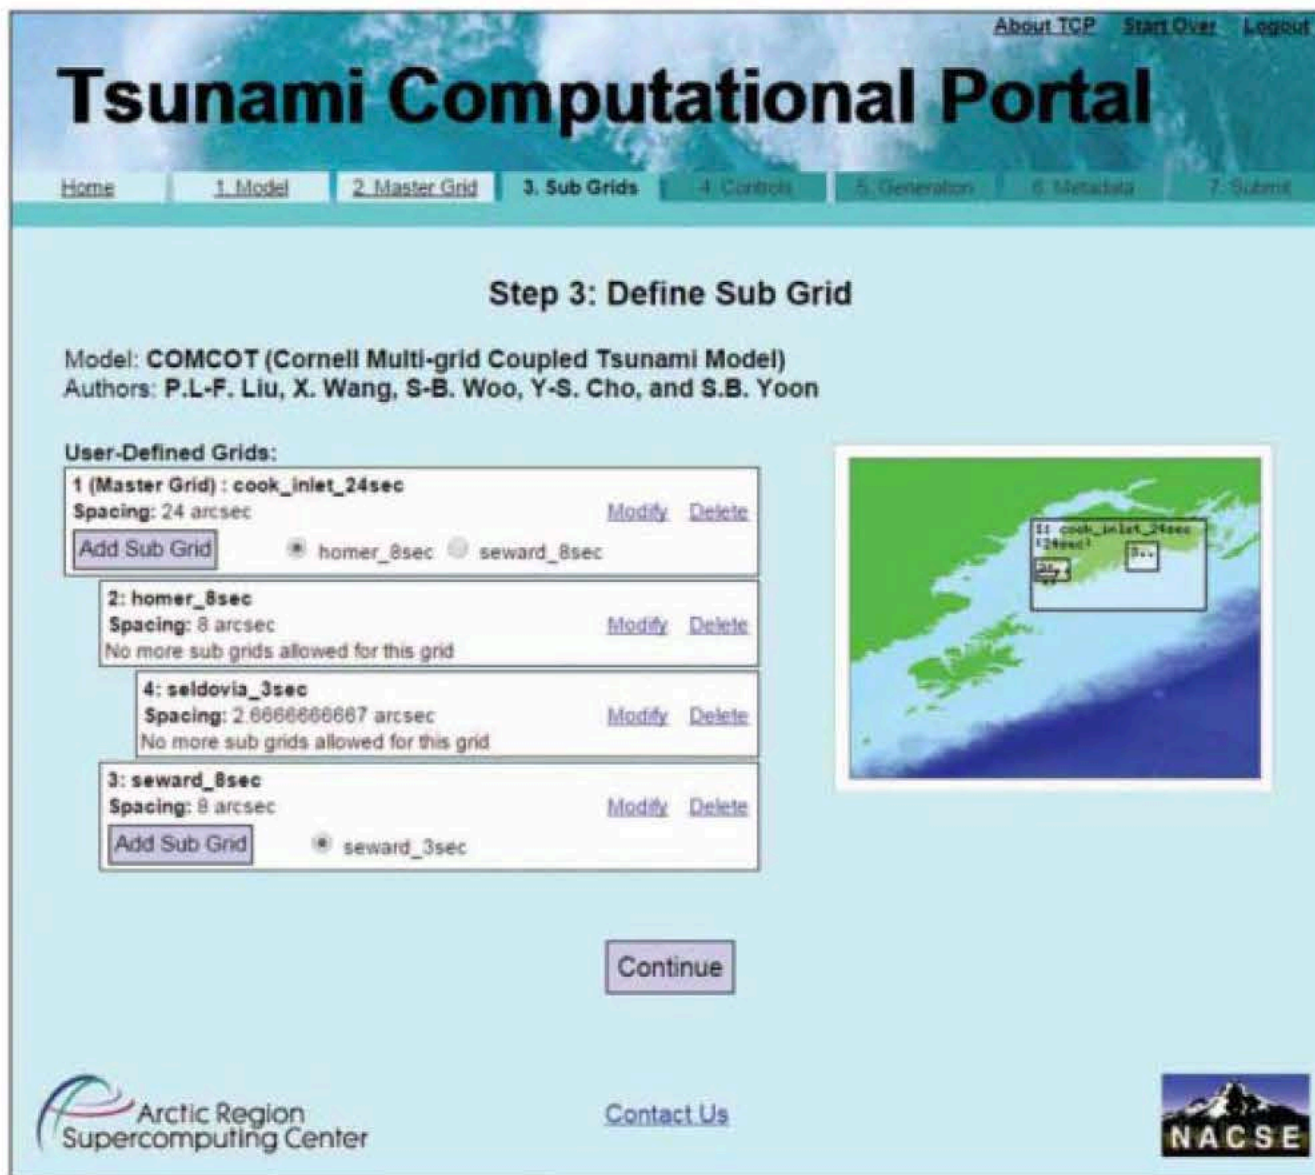 About TCP Start Over Logout
Tsunami Computational Portal
Home 1. Model 2. Master Grid 3. Sub Grids 4. Controls 5. Generation 6. Metadata 7. Submit
Step 3: Define Sub Grid
Model: COMCOT (Cornell Multi-grid Coupled Tsunami Model)
Authors: P.L-F. Liu, X. Wang, S-B. Woo, Y-S. Cho, and S.B. Yoon
User-Defined Grids:
1 (Master Grid) : cook_inlet_24sec
Spacing: 24 arcsec Modify Delete
Add Sub Grid homer_8sec seward_8sec
2: homer_8sec
Spacing: 8 arcsec Modify Delete
No more sub grids allowed for this grid
4: seldovia_3sec
Spacing: 2.6666666667 arcsec Modify Delete
No more sub grids allowed for this grid
3: seward_8sec
Spacing: 8 arcsec Modify Delete
Add Sub Grid seward_3sec
cook_inlet_24sec
3..
Continue
Arctic Region
Supercomputing Center
Contact Us
NACSE